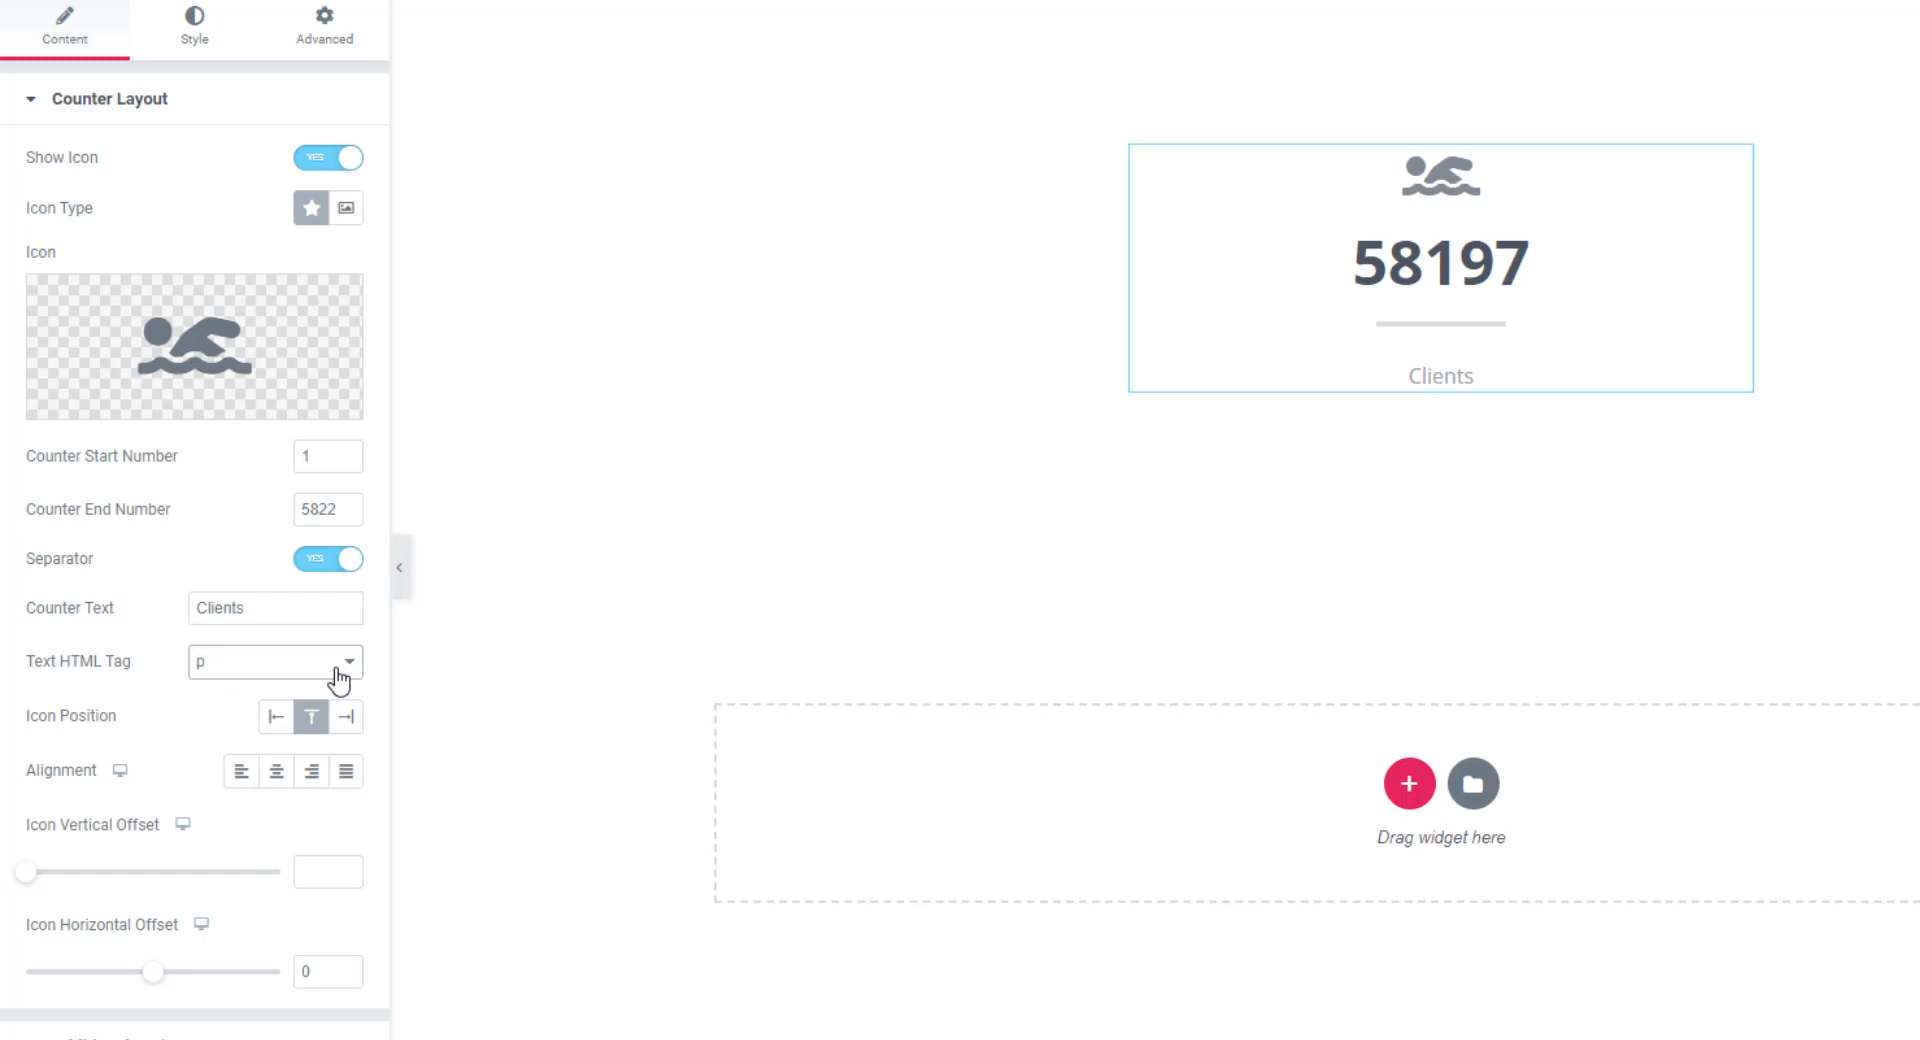 Content
Style
Advanced
Counter Layout
Show Icon
YES
Icon Type
Icon
Counter Start Number
1
Counter End Number
5822
Separator
YES
Counter Text
Clients
Text HTML Tag
p
Icon Position
Alignment
Icon Vertical Offset
Icon Horizontal Offset
0
58197
Clients
+
Drag widget here